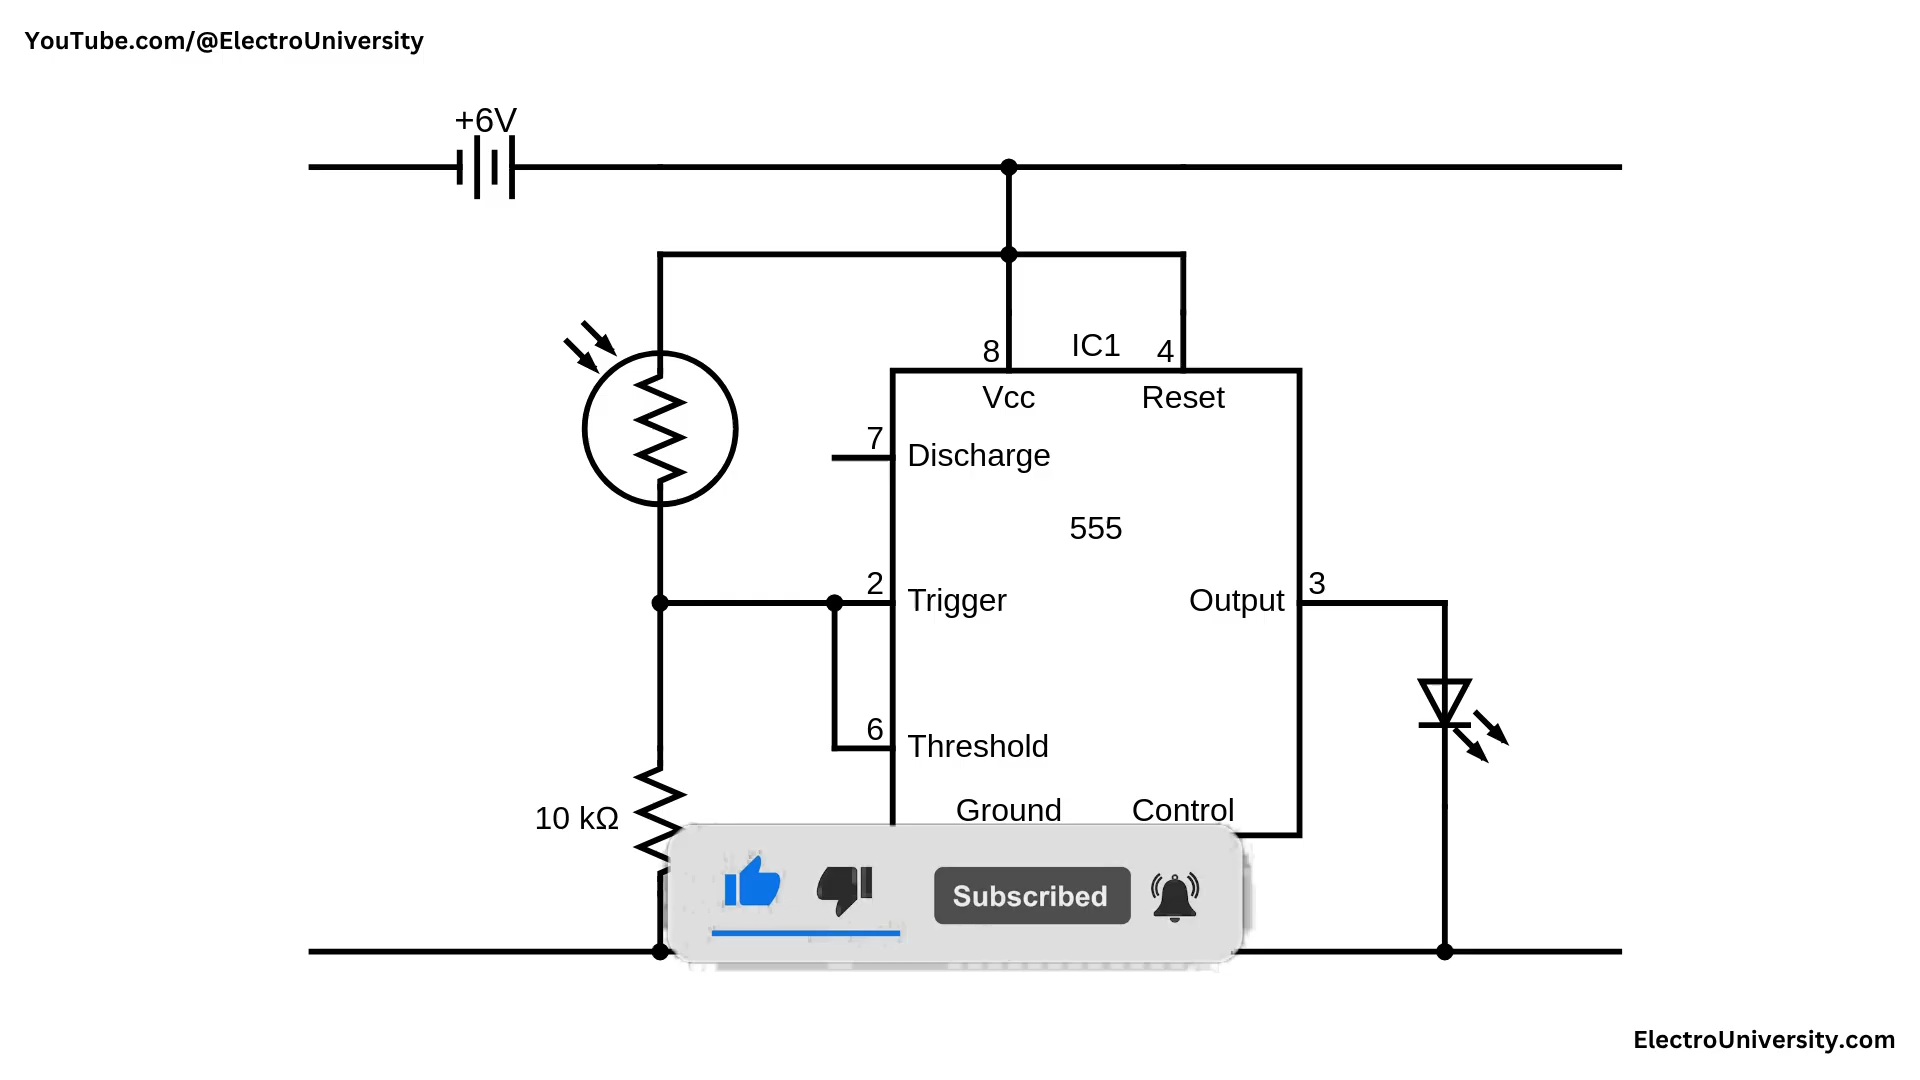 YouTube.com/@ElectroUniversity
+6V
8
IC1
4
Vcc
Reset
7
Discharge
555
2
Trigger
Output
3
6
Threshold
10 kΩ
Ground
Control
Subscribed
ElectroUniversity.com